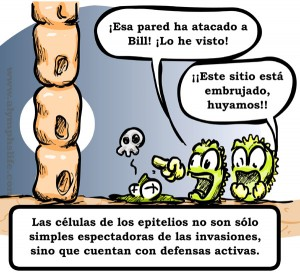 ¡Esa pared ha atacado a
Bill! ¡Lo he visto!
¡¡Este sitio está
embrujado,
huyamos!!
Las células de los epitelios no son sólo
simples espectadoras de las invasiones,
sino que cuentan con defensas activas.